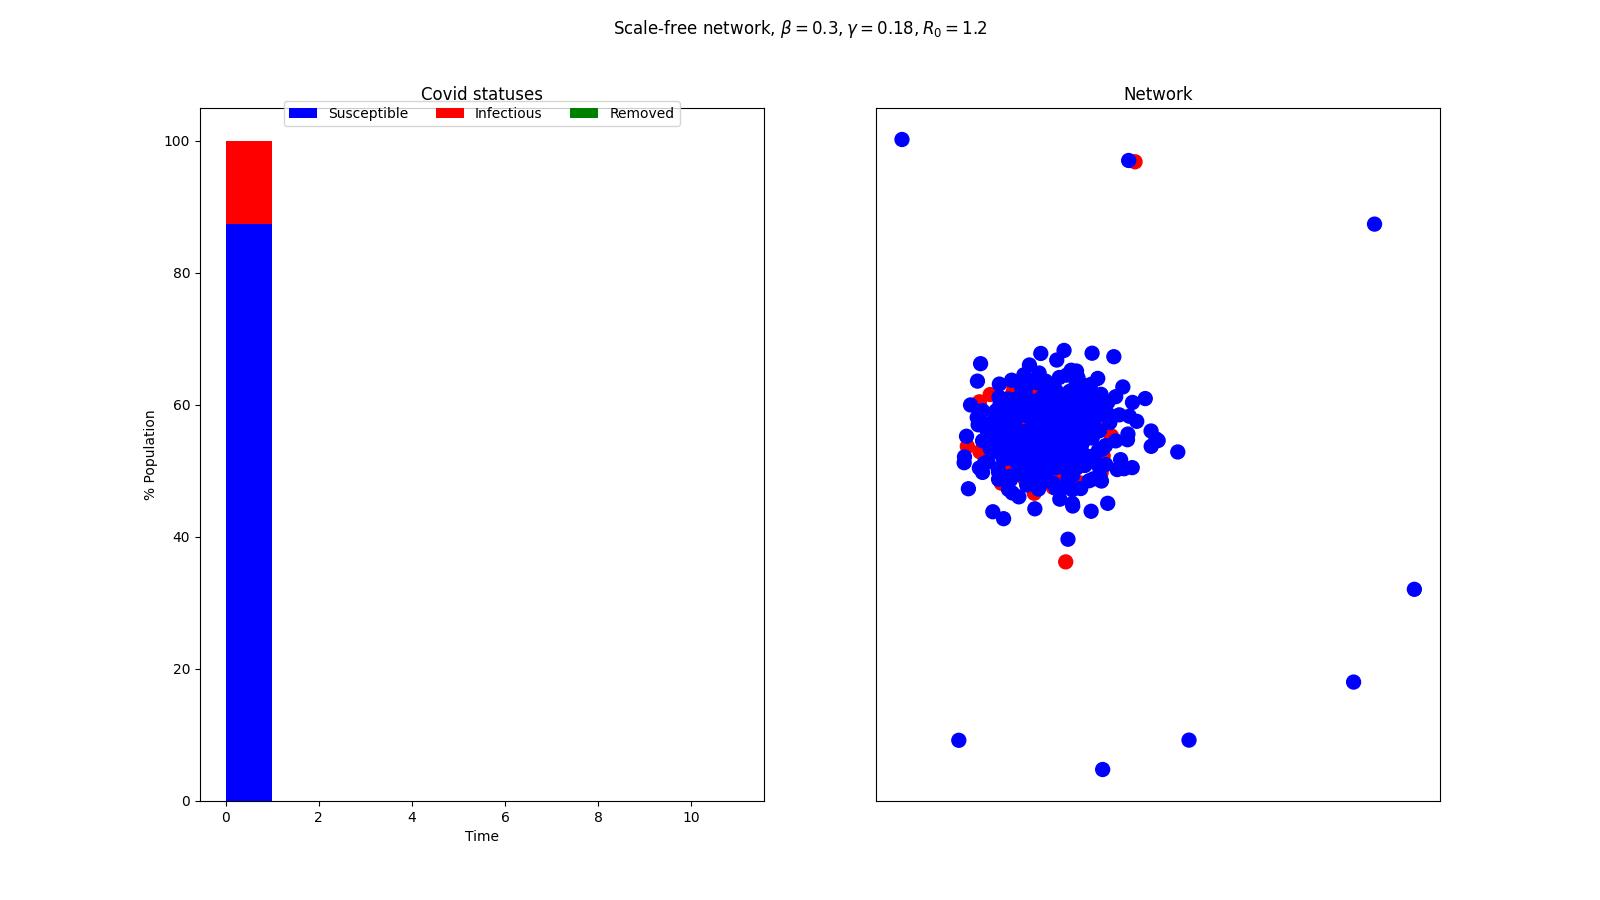 Scale-free network, β = 0.3, γ = 0.18, R₀ = 1.2
Covid statuses
Susceptible Infectious Removed
100
80
60
40
20
0
% Population
0 2 4 6 8 10
Time
Network